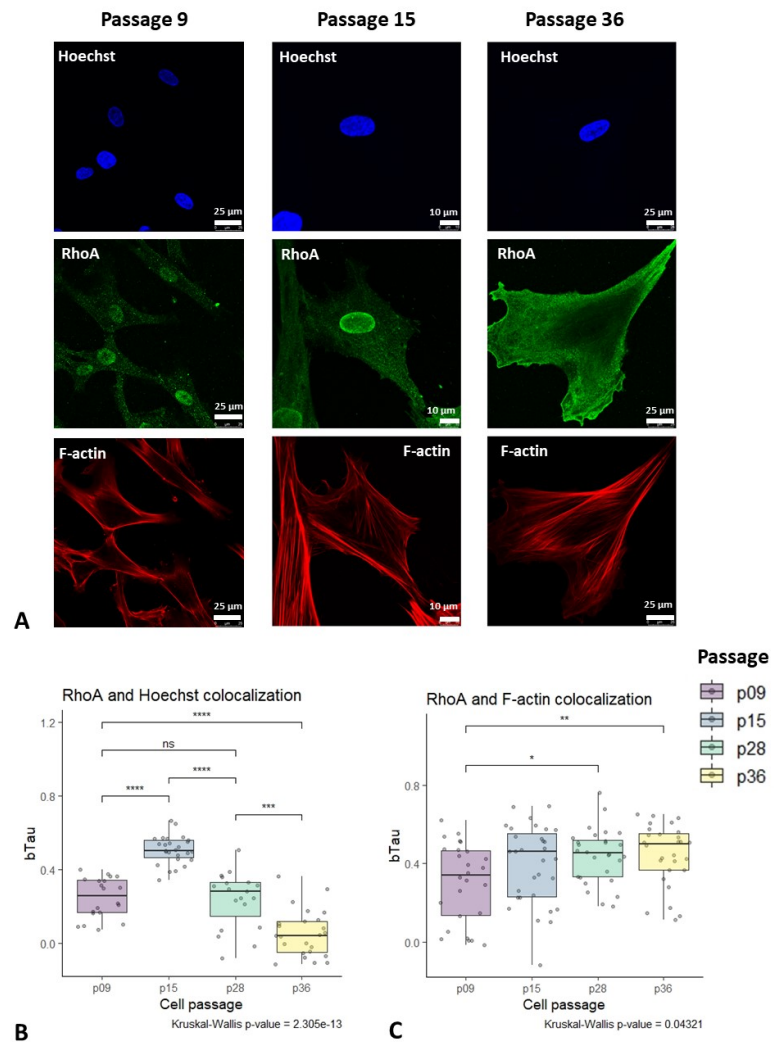 Passage 9
Passage 15
Passage 36
Hoechst
Hoechst
Hoechst
25 µm
10 µm
25 µm
RhoA
RhoA
RhoA
25 µm
10 µm
25 µm
F-actin
F-actin
F-actin
25 µm
10 µm
25 µm
A
Passage
p09
p15
p28
p36
RhoA and Hoechst colocalization
1.2
0.8
0.4
0.0
bTau
****
ns
****
****
***
p09 p15 p28 p36
Cell passage
Kruskal-Wallis p-value = 2.305e-13
B
RhoA and F-actin colocalization
0.8
0.4
0.0
bTau
**
*
p09 p15 p28 p36
Cell passage
Kruskal-Wallis p-value = 0.04321
C